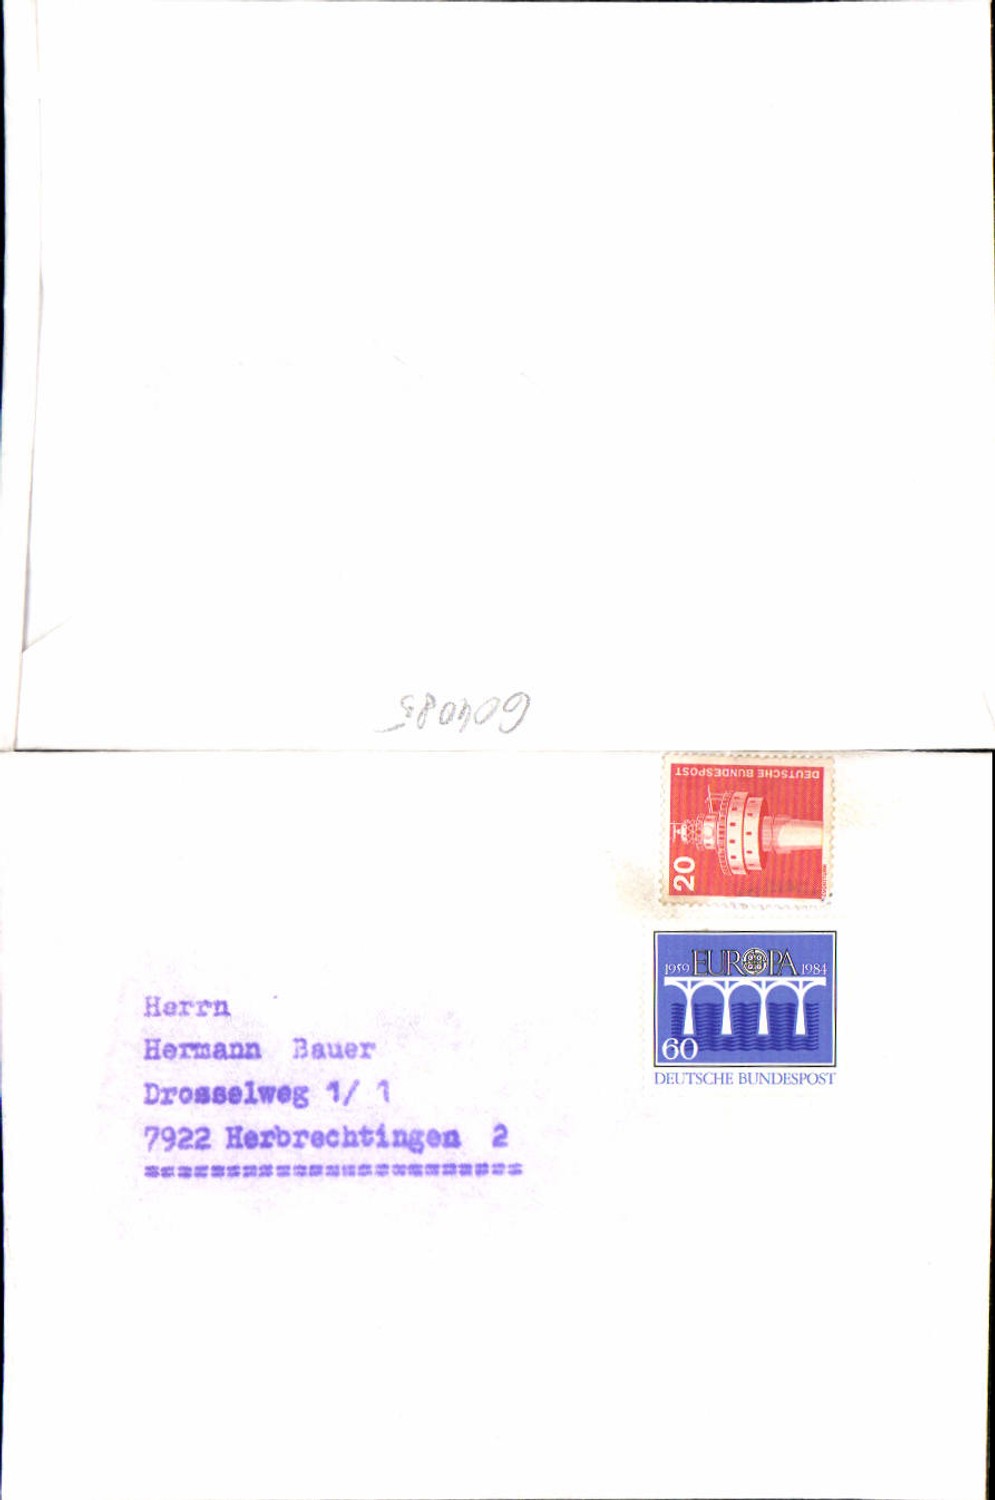 604085
DEUTSCHE BUNDESPOST
20
1959 EUROPA 1984
60
DEUTSCHE BUNDESPOST
Herrn
Hermann Bauer
Drosselweg 1/ 1
7922 Herbrechtingen 2
========================